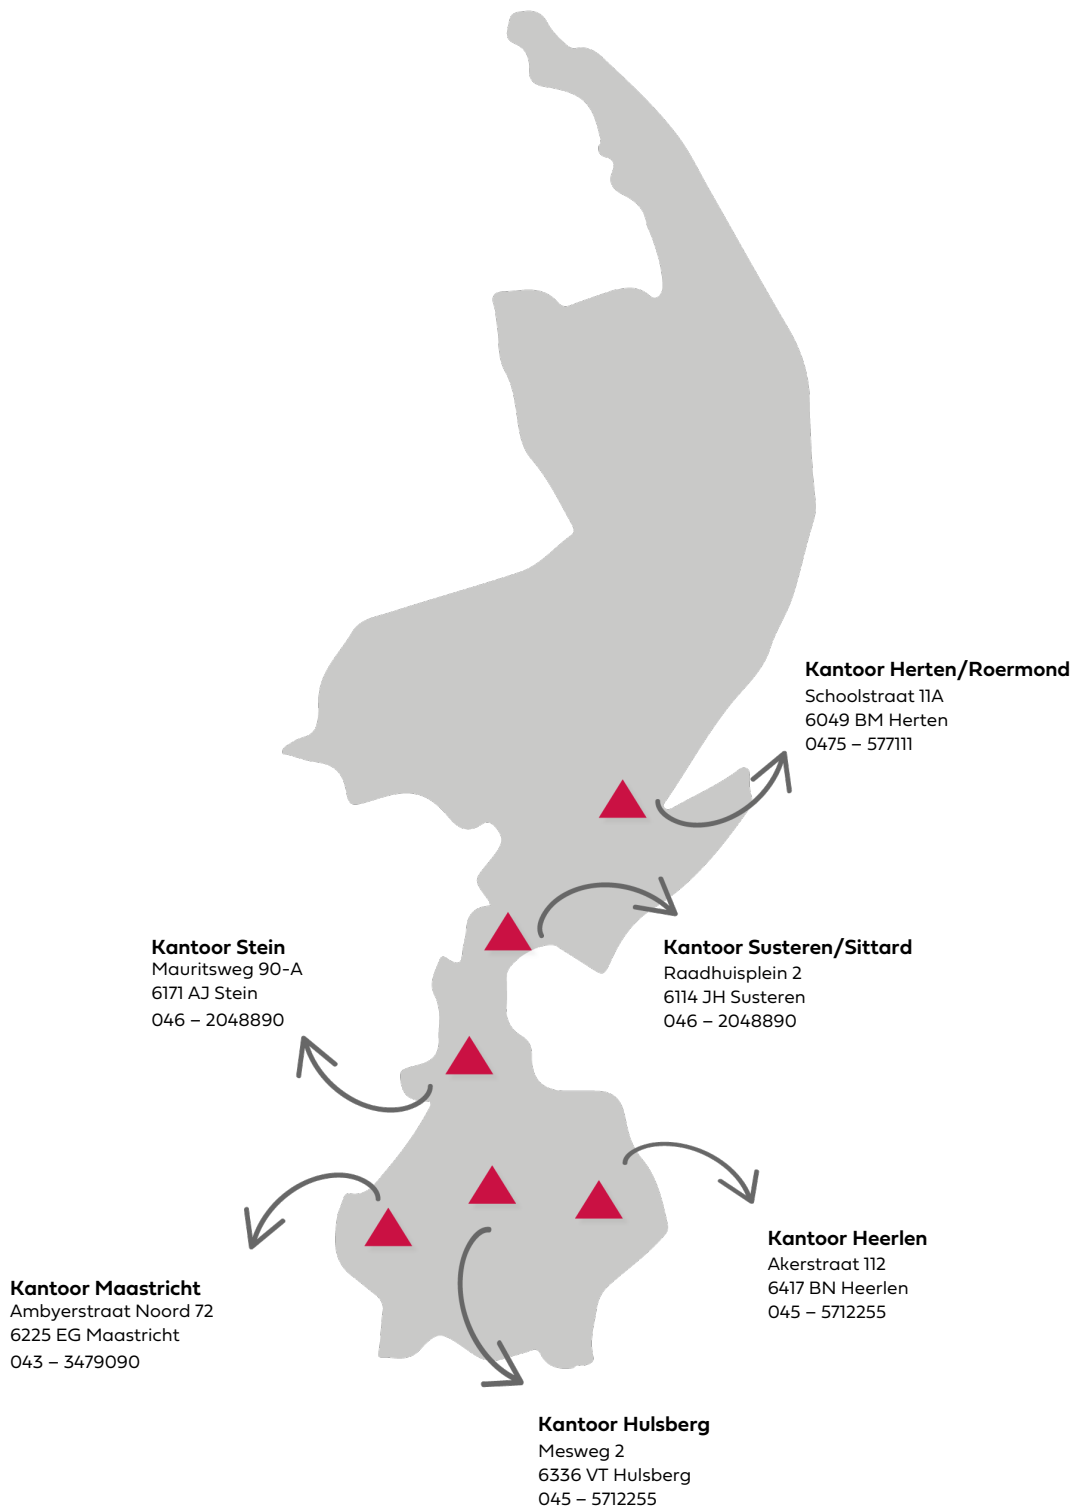 Kantoor Herten/Roermond
Schoolstraat 11A
6049 BM Herten
0475 – 577111
Kantoor Stein
Mauritsweg 90-A
6171 AJ Stein
046 – 2048890
Kantoor Susteren/Sittard
Raadhuisplein 2
6114 JH Susteren
046 – 2048890
Kantoor Heerlen
Akerstraat 112
6417 BN Heerlen
045 – 5712255
Kantoor Maastricht
Ambyerstraat Noord 72
6225 EG Maastricht
043 – 3479090
Kantoor Hulsberg
Mesweg 2
6336 VT Hulsberg
045 – 5712255